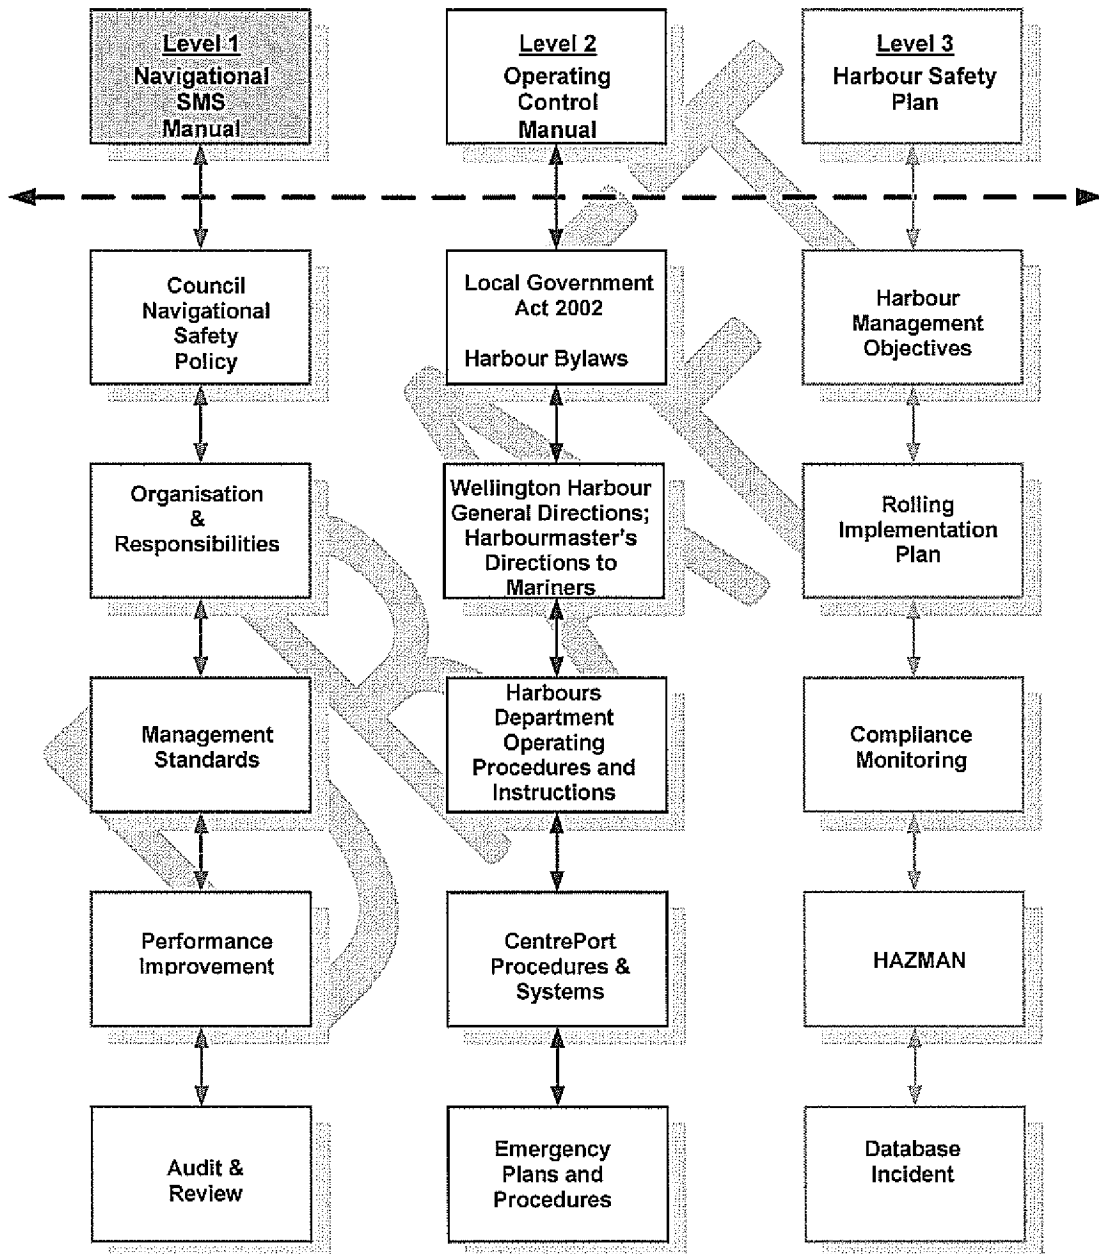 Level 1
Navigational
SMS
Manual
Level 2
Operating
Control
Manual
Level 3
Harbour Safety
Plan
Council
Navigational
Safety
Policy
Local Government
Act 2002
Harbour Bylaws
Harbour
Management
Objectives
Organisation
&
Responsibilities
Wellington Harbour
General Directions;
Harbourmaster's
Directions to
Mariners
Rolling
Implementation
Plan
Management
Standards
Harbours
Department
Operating
Procedures and
Instructions
Compliance
Monitoring
Performance
Improvement
CentrePort
Procedures &
Systems
HAZMAN
Audit &
Review
Emergency
Plans and
Procedures
Database
Incident
DRAFT